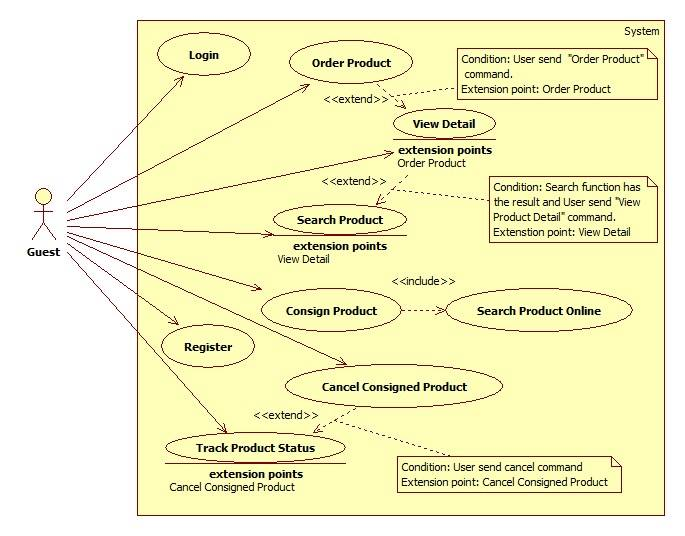 System
Login
Order Product
Condition: User send "Order Product"
command.
Extension point: Order Product
<<extend>>
View Detail
extension points
Order Product
<<extend>>
Condition: Search function has
the result and User send "View
Product Detail" command.
Extenstion point: View Detail
Guest
Search Product
extension points
View Detail
<<include>>
Consign Product
Search Product Online
Register
Cancel Consigned Product
<<extend>>
Track Product Status
extension points
Cancel Consigned Product
Condition: User send cancel command
Extension point: Cancel Consigned Product